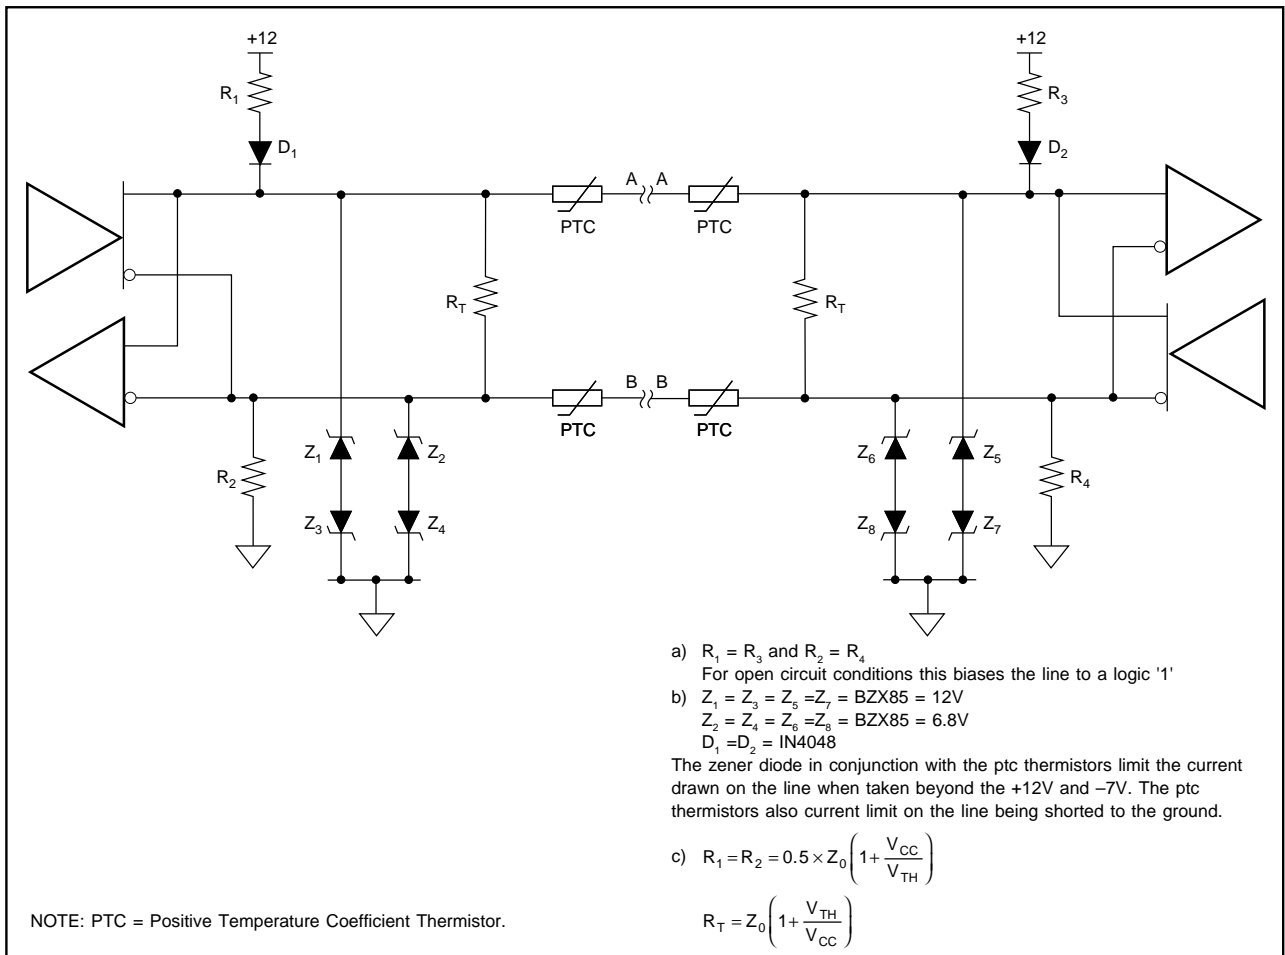 +12
+12
R1
R3
D1
D2
A A
PTC
PTC
RT
RT
B B
PTC
PTC
Z1
Z2
Z6
Z5
R2
R4
Z3
Z4
Z8
Z7
a) R1 = R3 and R2 = R4
For open circuit conditions this biases the line to a logic '1'
b) Z1 = Z3 = Z5 =Z7 = BZX85 = 12V
Z2 = Z4 = Z6 =Z8 = BZX85 = 6.8V
D1 =D2 = IN4048
The zener diode in conjunction with the ptc thermistors limit the current
drawn on the line when taken beyond the +12V and –7V. The ptc
thermistors also current limit on the line being shorted to the ground.
c) R1 = R2 = 0.5 × Z0 (1 + VCC / VTH)
RT = Z0 (1 + VTH / VCC)
NOTE: PTC = Positive Temperature Coefficient Thermistor.